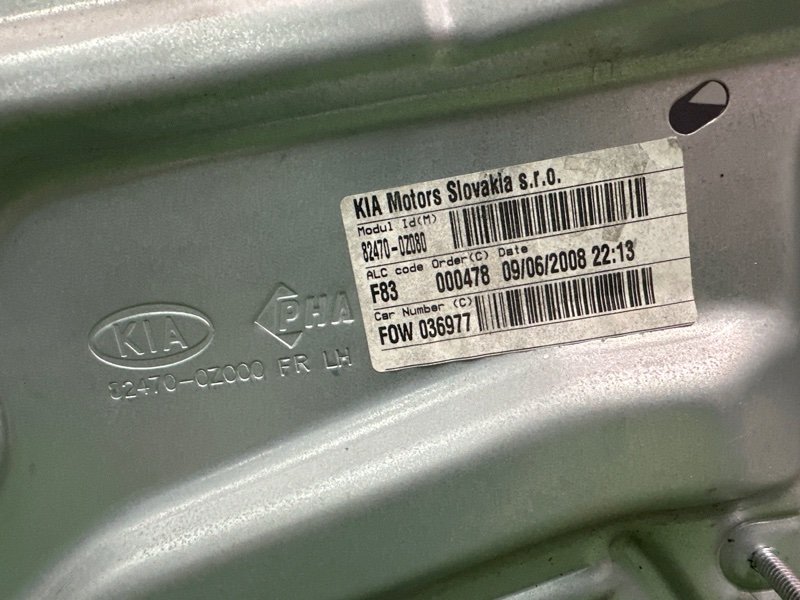 KIA Motors Slovakia s.r.o.
Modul Id(M)
82470-0Z080
ALC code Order(C) Date
F83 000478 09/06/2008 22:13
Car Number (C)
FOW 036977
KIA PHA
82470-0Z000 FR LH